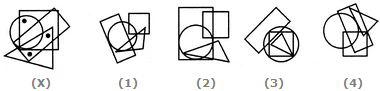 (X) (1) (2) (3) (4)